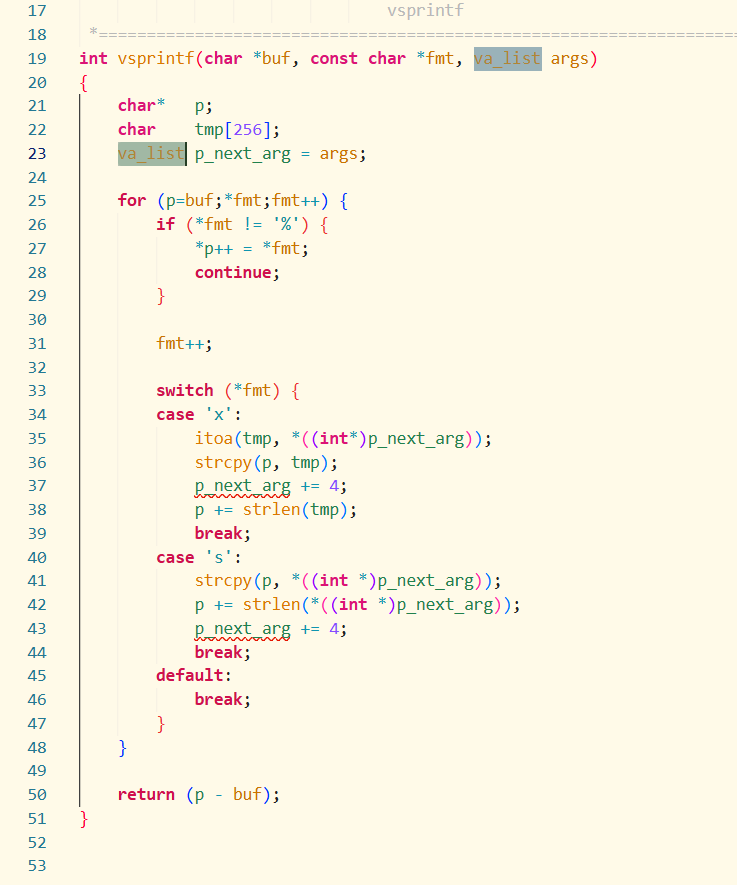 17 vsprintf
18  *======================================================================
19 int vsprintf(char *buf, const char *fmt, va_list args)
20 {
21     char*   p;
22     char    tmp[256];
23     va_list p_next_arg = args;
24
25     for (p=buf;*fmt;fmt++) {
26         if (*fmt != '%') {
27             *p++ = *fmt;
28             continue;
29         }
30
31         fmt++;
32
33         switch (*fmt) {
34         case 'x':
35             itoa(tmp, *((int*)p_next_arg));
36             strcpy(p, tmp);
37             p_next_arg += 4;
38             p += strlen(tmp);
39             break;
40         case 's':
41             strcpy(p, *((int *)p_next_arg));
42             p += strlen(*((int *)p_next_arg));
43             p_next_arg += 4;
44             break;
45         default:
46             break;
47         }
48     }
49
50     return (p - buf);
51 }
52
53